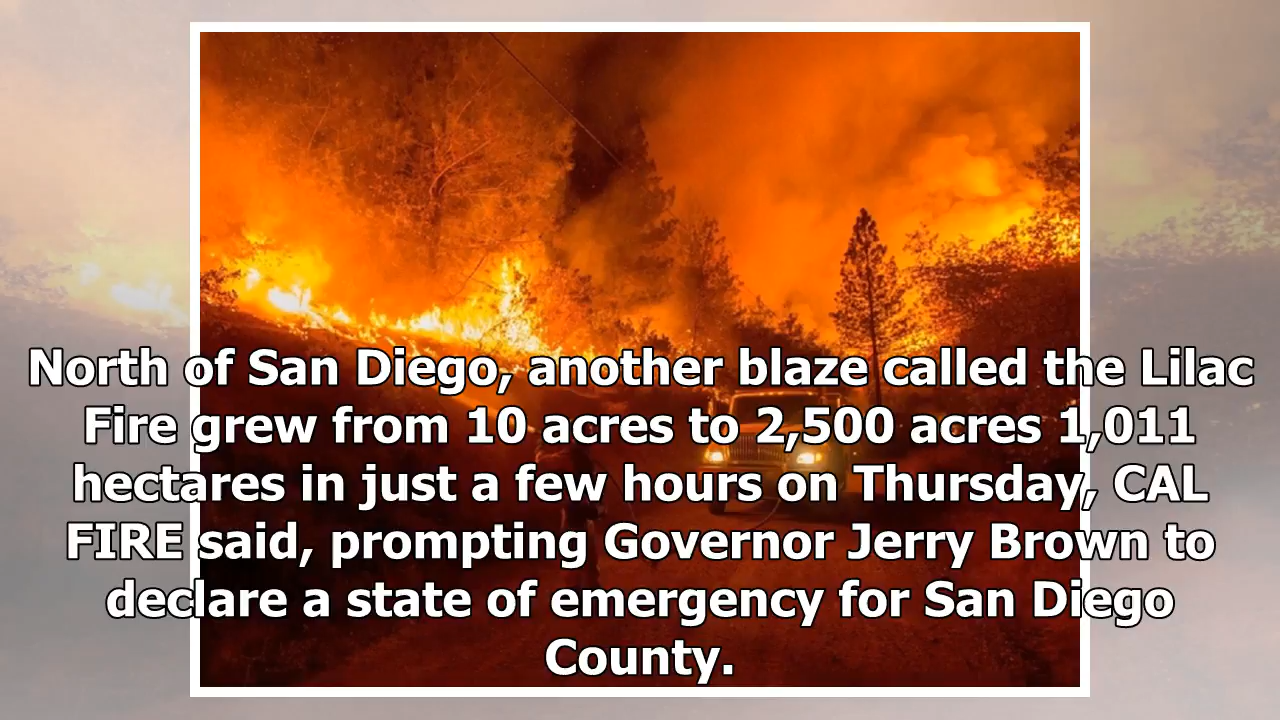 North of San Diego, another blaze called the Lilac
Fire grew from 10 acres to 2,500 acres 1,011
hectares in just a few hours on Thursday, CAL
FIRE said, prompting Governor Jerry Brown to
declare a state of emergency for San Diego
County.